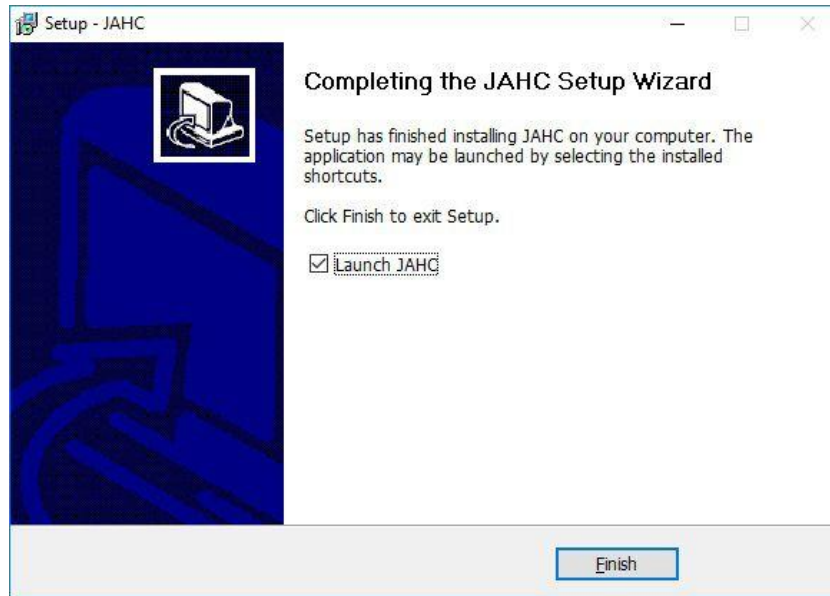 Setup - JAHC
Completing the JAHC Setup Wizard
Setup has finished installing JAHC on your computer. The
application may be launched by selecting the installed
shortcuts.
Click Finish to exit Setup.
Launch JAHC
Finish